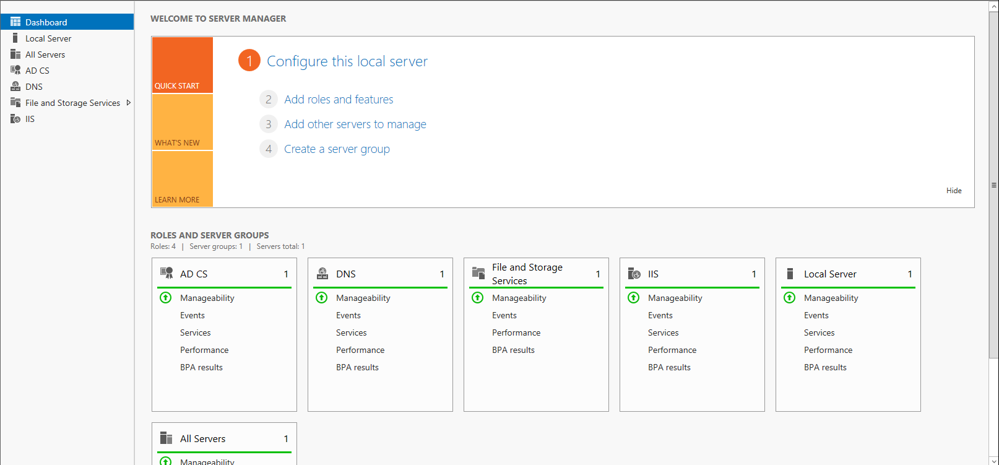 Dashboard
Local Server
All Servers
AD CS
DNS
File and Storage Services
IIS
WELCOME TO SERVER MANAGER
QUICK START
WHAT'S NEW
LEARN MORE
1 Configure this local server
2 Add roles and features
3 Add other servers to manage
4 Create a server group
Hide
ROLES AND SERVER GROUPS
Roles: 4 | Server groups: 1 | Servers total: 1
AD CS 1
Manageability
Events
Services
Performance
BPA results
DNS 1
Manageability
Events
Services
Performance
BPA results
File and Storage
Services 1
Manageability
Events
Performance
BPA results
IIS 1
Manageability
Events
Services
Performance
BPA results
Local Server 1
Manageability
Events
Services
Performance
BPA results
All Servers 1
Manageability